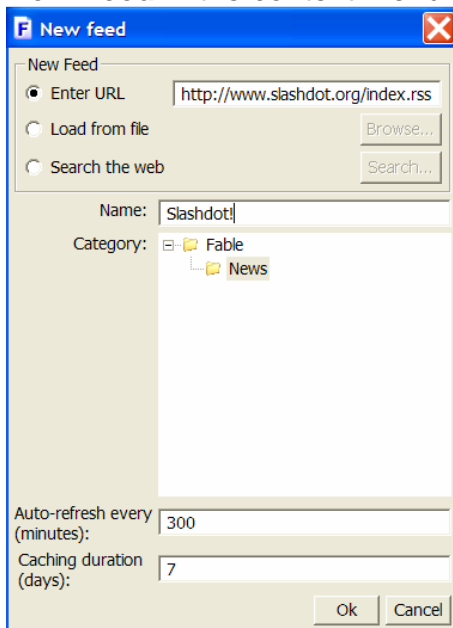 New feed
New Feed
Enter URL http://www.slashdot.org/index.rss
Load from file Browse...
Search the web Search...
Name: Slashdot!
Category: Fable
News
Auto-refresh every
(minutes): 300
Caching duration
(days): 7
Ok Cancel